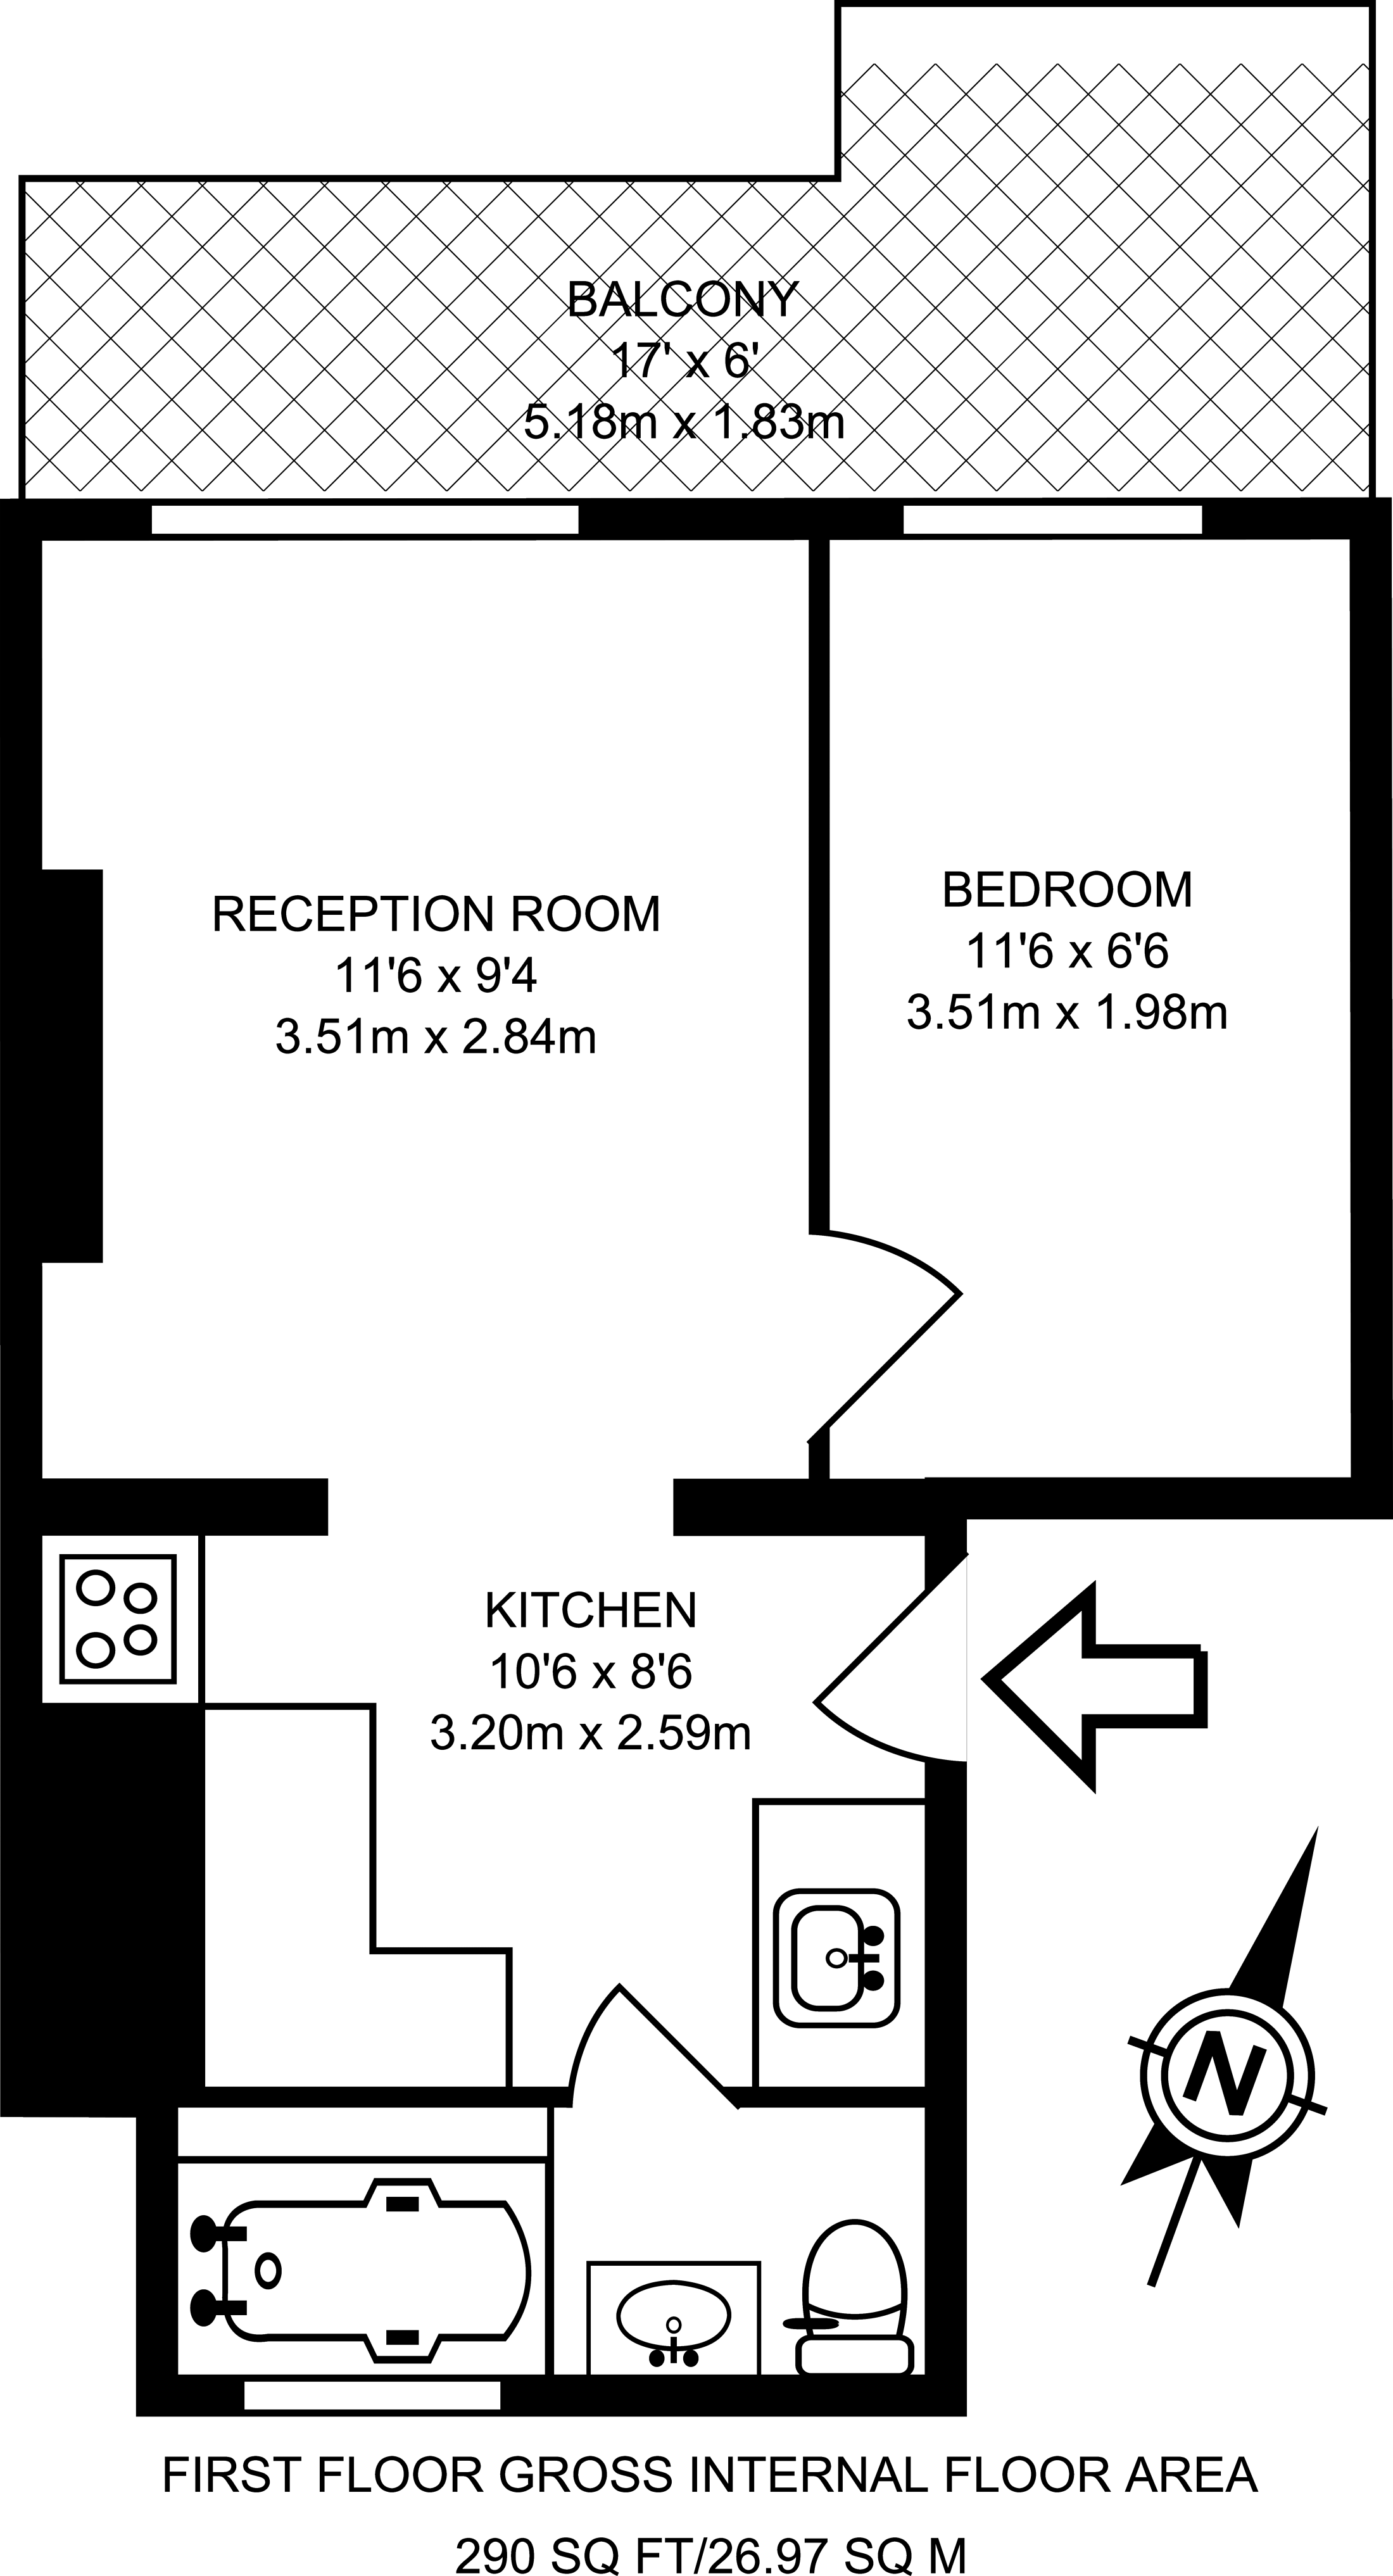 BALCONY
17' x 6'
5.18m x 1.83m
RECEPTION ROOM
11'6 x 9'4
3.51m x 2.84m
BEDROOM
11'6 x 6'6
3.51m x 1.98m
KITCHEN
10'6 x 8'6
3.20m x 2.59m
N
FIRST FLOOR GROSS INTERNAL FLOOR AREA
290 SQ FT/26.97 SQ M